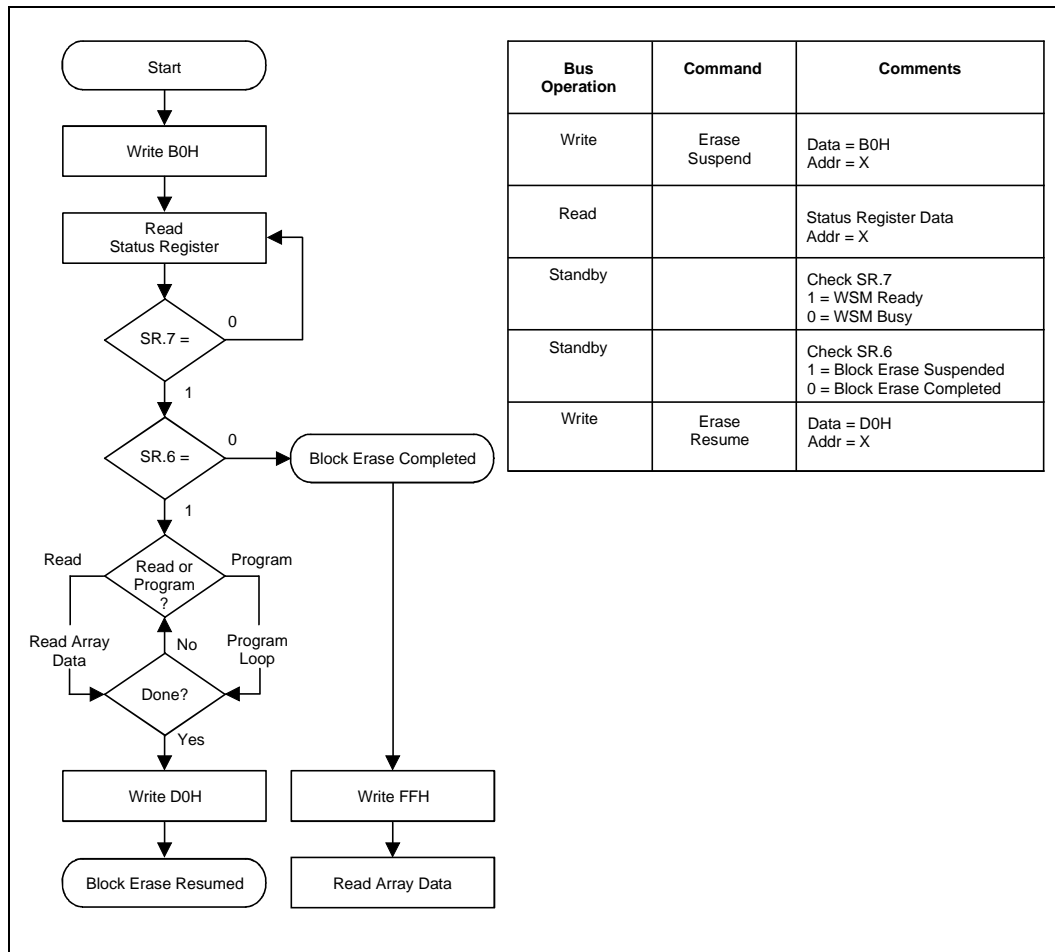 Start
Write B0H
Read
Status Register
SR.7 =
0
1
SR.6 =
0
Block Erase Completed
1
Read
Read or
Program
?
Program
Read Array
Data
No
Program
Loop
Done?
Yes
Write D0H
Write FFH
Block Erase Resumed
Read Array Data
Bus
Operation
Command
Comments
Write
Erase
Suspend
Data = B0H
Addr = X
Read
Status Register Data
Addr = X
Standby
Check SR.7
1 = WSM Ready
0 = WSM Busy
Standby
Check SR.6
1 = Block Erase Suspended
0 = Block Erase Completed
Write
Erase
Resume
Data = D0H
Addr = X